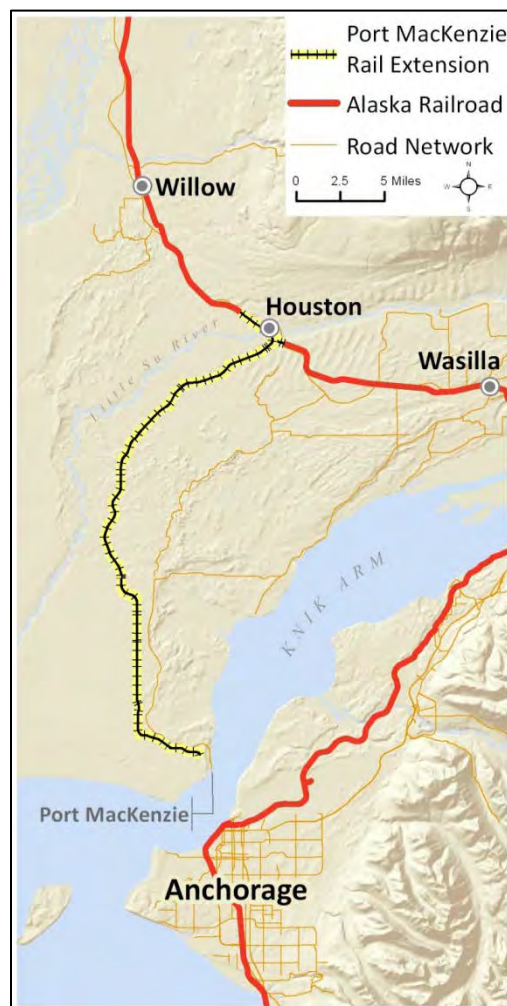 Port MacKenzie
Rail Extension
Alaska Railroad
Road Network
0 2.5 5 Miles
N
W E
S
Willow
Houston
Little Su River
Wasilla
KNIK ARM
Port MacKenzie
Anchorage